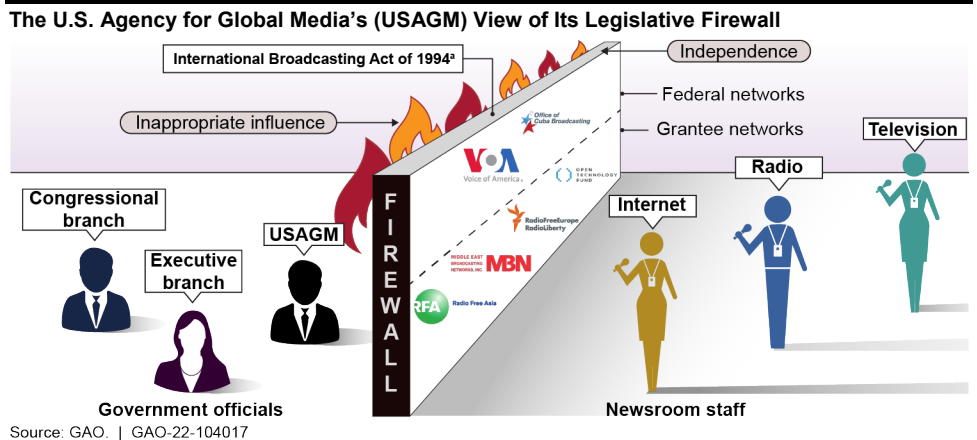 The U.S. Agency for Global Media's (USAGM) View of Its Legislative Firewall
International Broadcasting Act of 1994ª
Independence
Inappropriate influence
Federal networks
Grantee networks
Office of
Cuba Broadcasting
VOA
Voice of America®
OPEN
TECHNOLOGY
FUND
RadioFreeEurope
RadioLiberty
MIDDLE EAST
BROADCASTING
NETWORKS, INC
MBN
RFA
Radio Free Asia
FIREWALL
Congressional
branch
Executive
branch
USAGM
Internet
Radio
Television
Government officials
Newsroom staff
Source: GAO. | GAO-22-104017